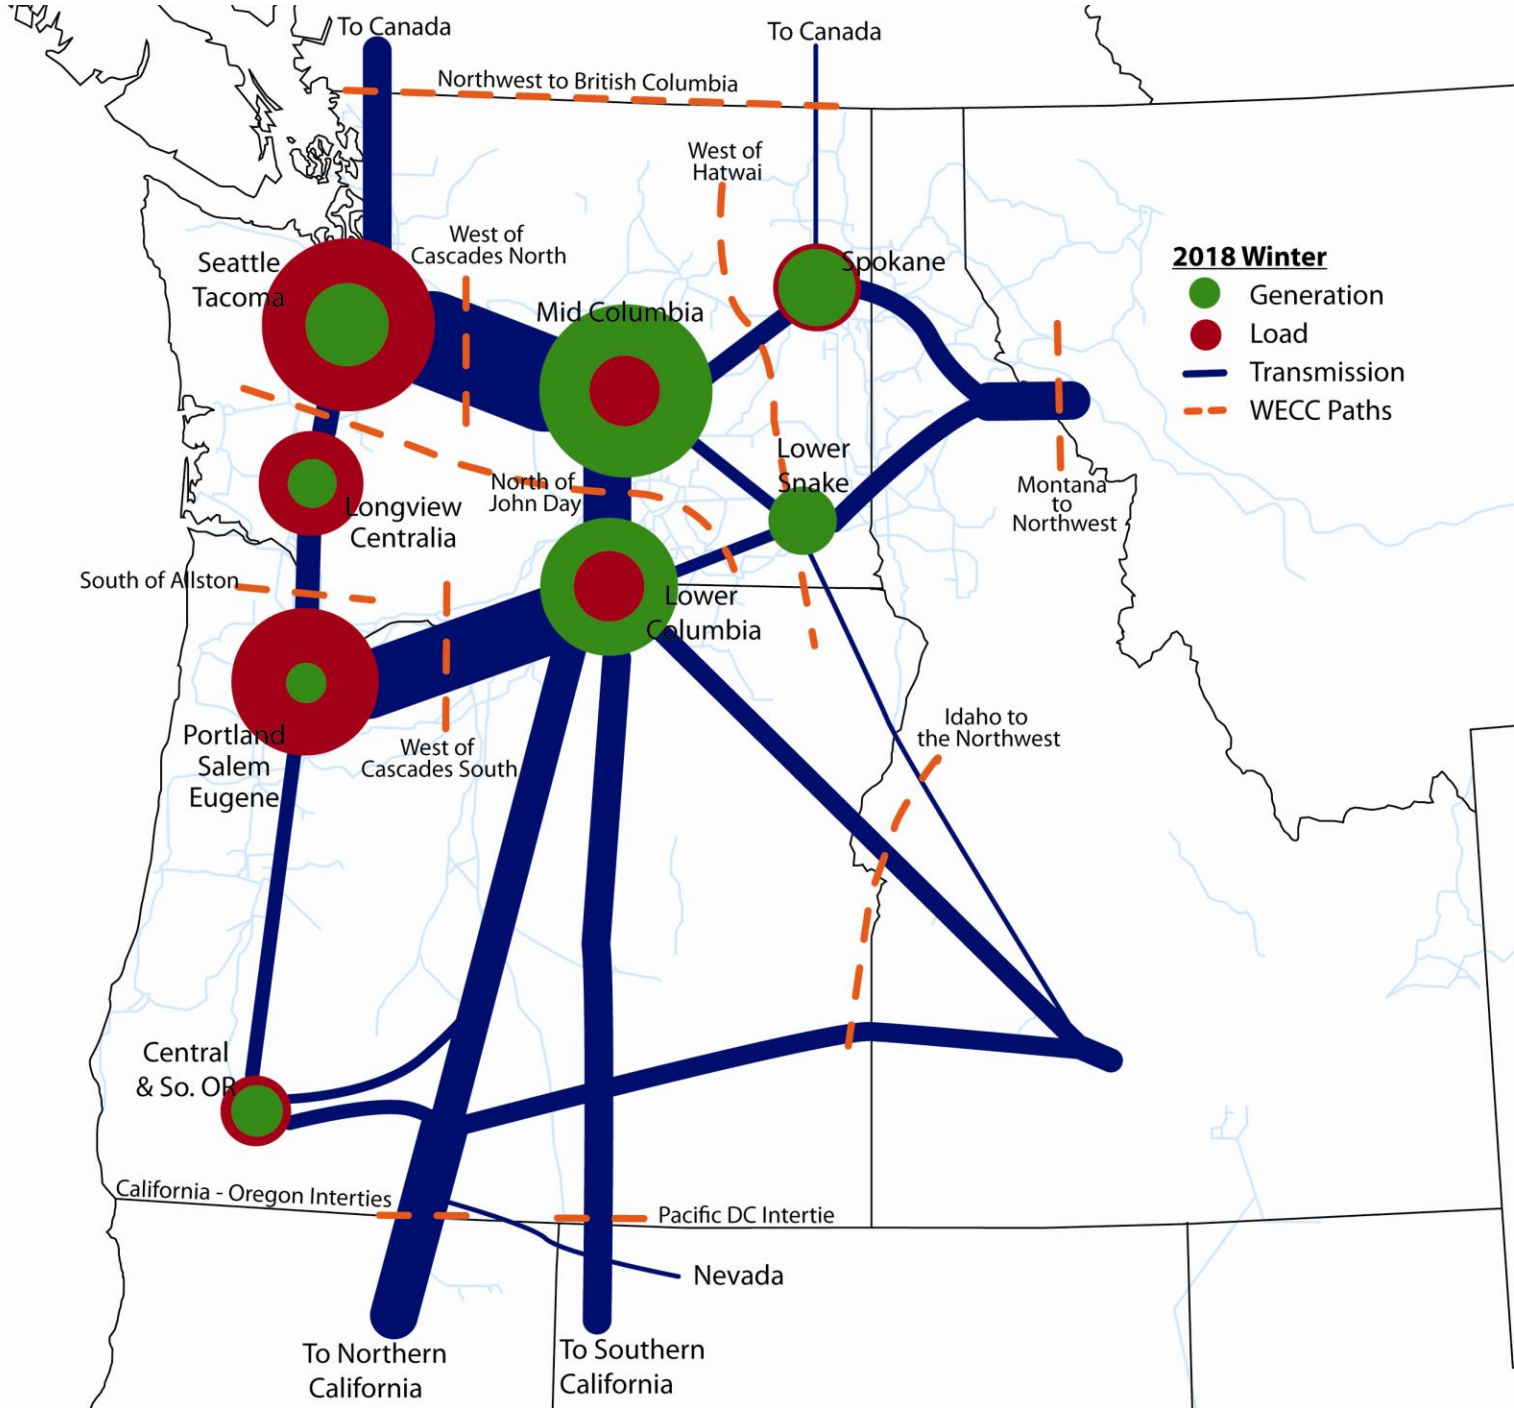 To Canada
To Canada
Northwest to British Columbia
West of
Hatwai
West of
Cascades North
Seattle
Tacoma
Spokane
2018 Winter
Generation
Load
Transmission
WECC Paths
Mid Columbia
Lower
Snake
North of
John Day
Longview
Centralia
Montana
to
Northwest
South of Allston
Lower
Columbia
Portland
Salem
Eugene
West of
Cascades South
Idaho to
the Northwest
Central
& So. OR
California - Oregon Interties
Pacific DC Intertie
Nevada
To Northern
California
To Southern
California